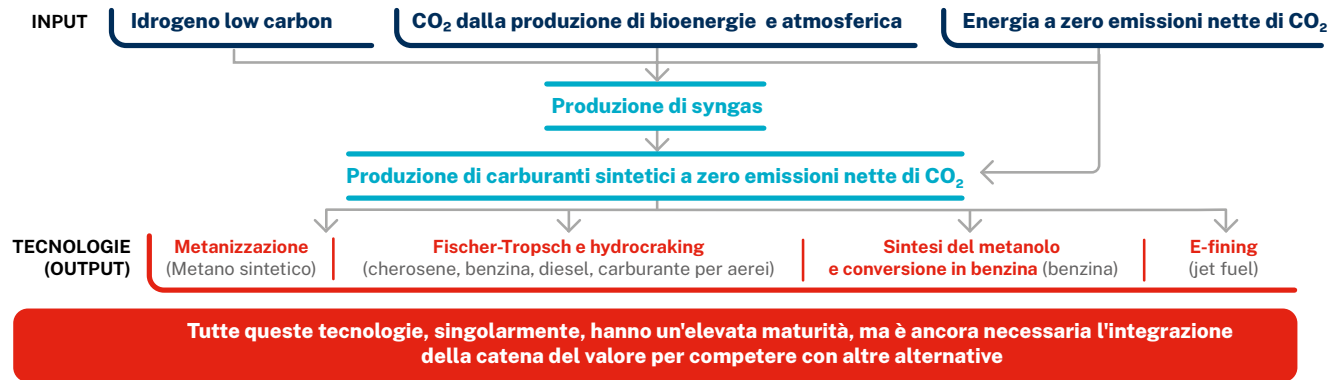 INPUT
Idrogeno low carbon
CO₂ dalla produzione di bioenergie e atmosferica
Energia a zero emissioni nette di CO₂
Produzione di syngas
Produzione di carburanti sintetici a zero emissioni nette di CO₂
TECNOLOGIE
(OUTPUT)
Metanizzazione
(Metano sintetico)
Fischer-Tropsch e hydrocraking
(cherosene, benzina, diesel, carburante per aerei)
Sintesi del metanolo
e conversione in benzina (benzina)
E-fining
(jet fuel)
Tutte queste tecnologie, singolarmente, hanno un'elevata maturità, ma è ancora necessaria l'integrazione
della catena del valore per competere con altre alternative